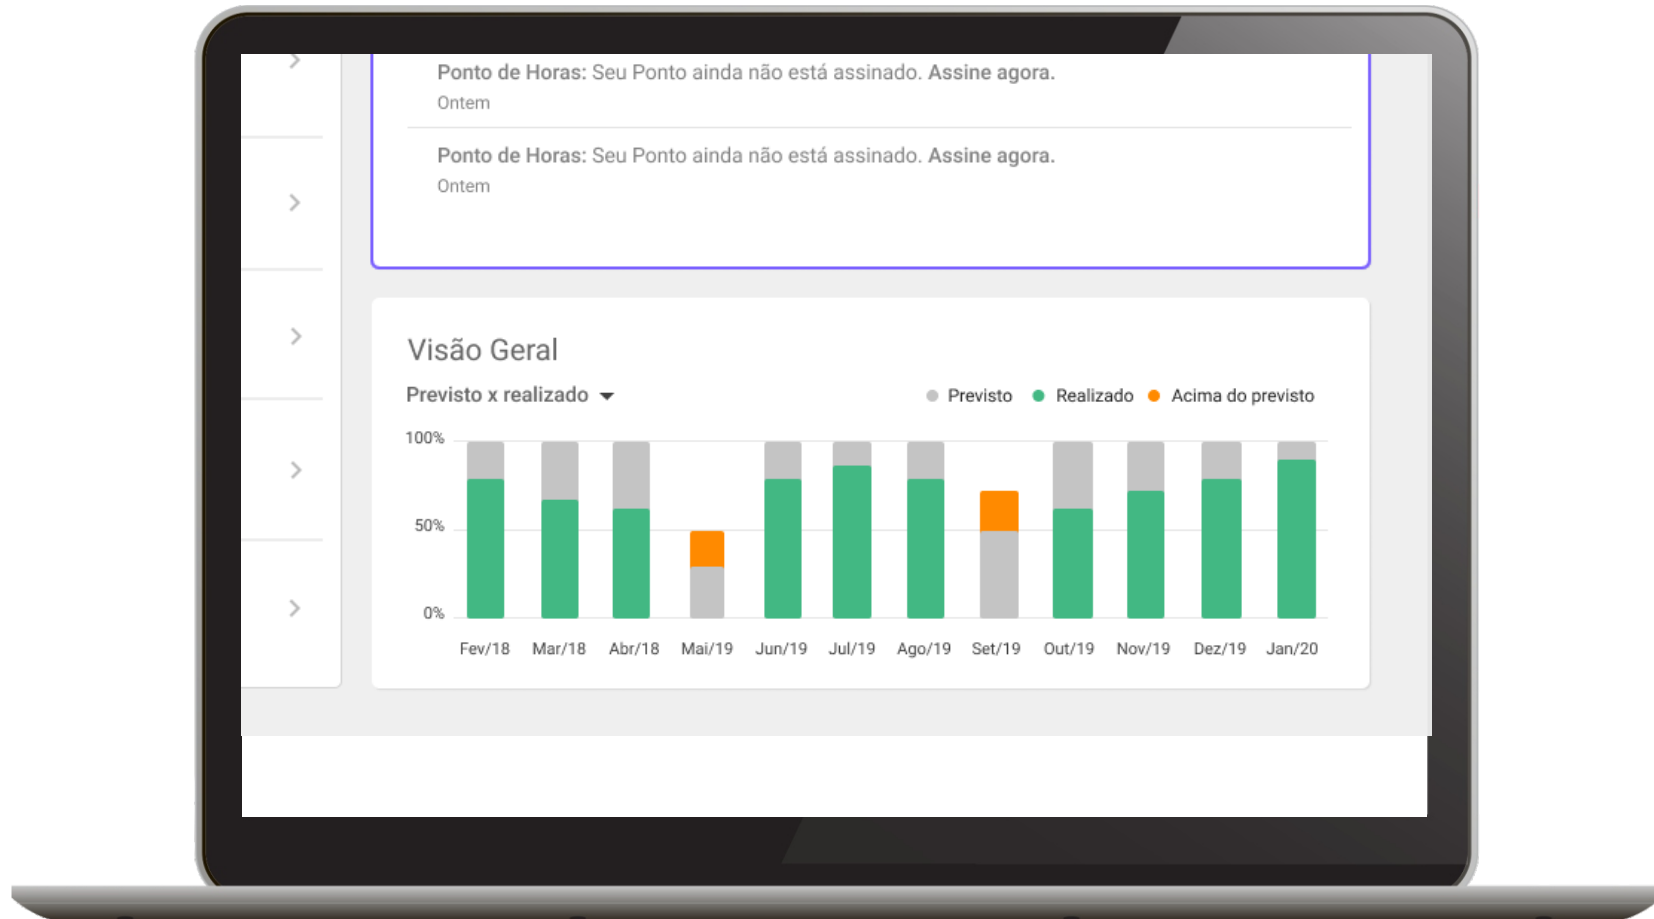 Ponto de Horas: Seu Ponto ainda não está assinado. Assine agora.
Ontem
Ponto de Horas: Seu Ponto ainda não está assinado. Assine agora.
Ontem
Visão Geral
Previsto x realizado
Previsto Realizado Acima do previsto
100%
50%
0%
Fev/18 Mar/18 Abr/18 Mai/19 Jun/19 Jul/19 Ago/19 Set/19 Out/19 Nov/19 Dez/19 Jan/20